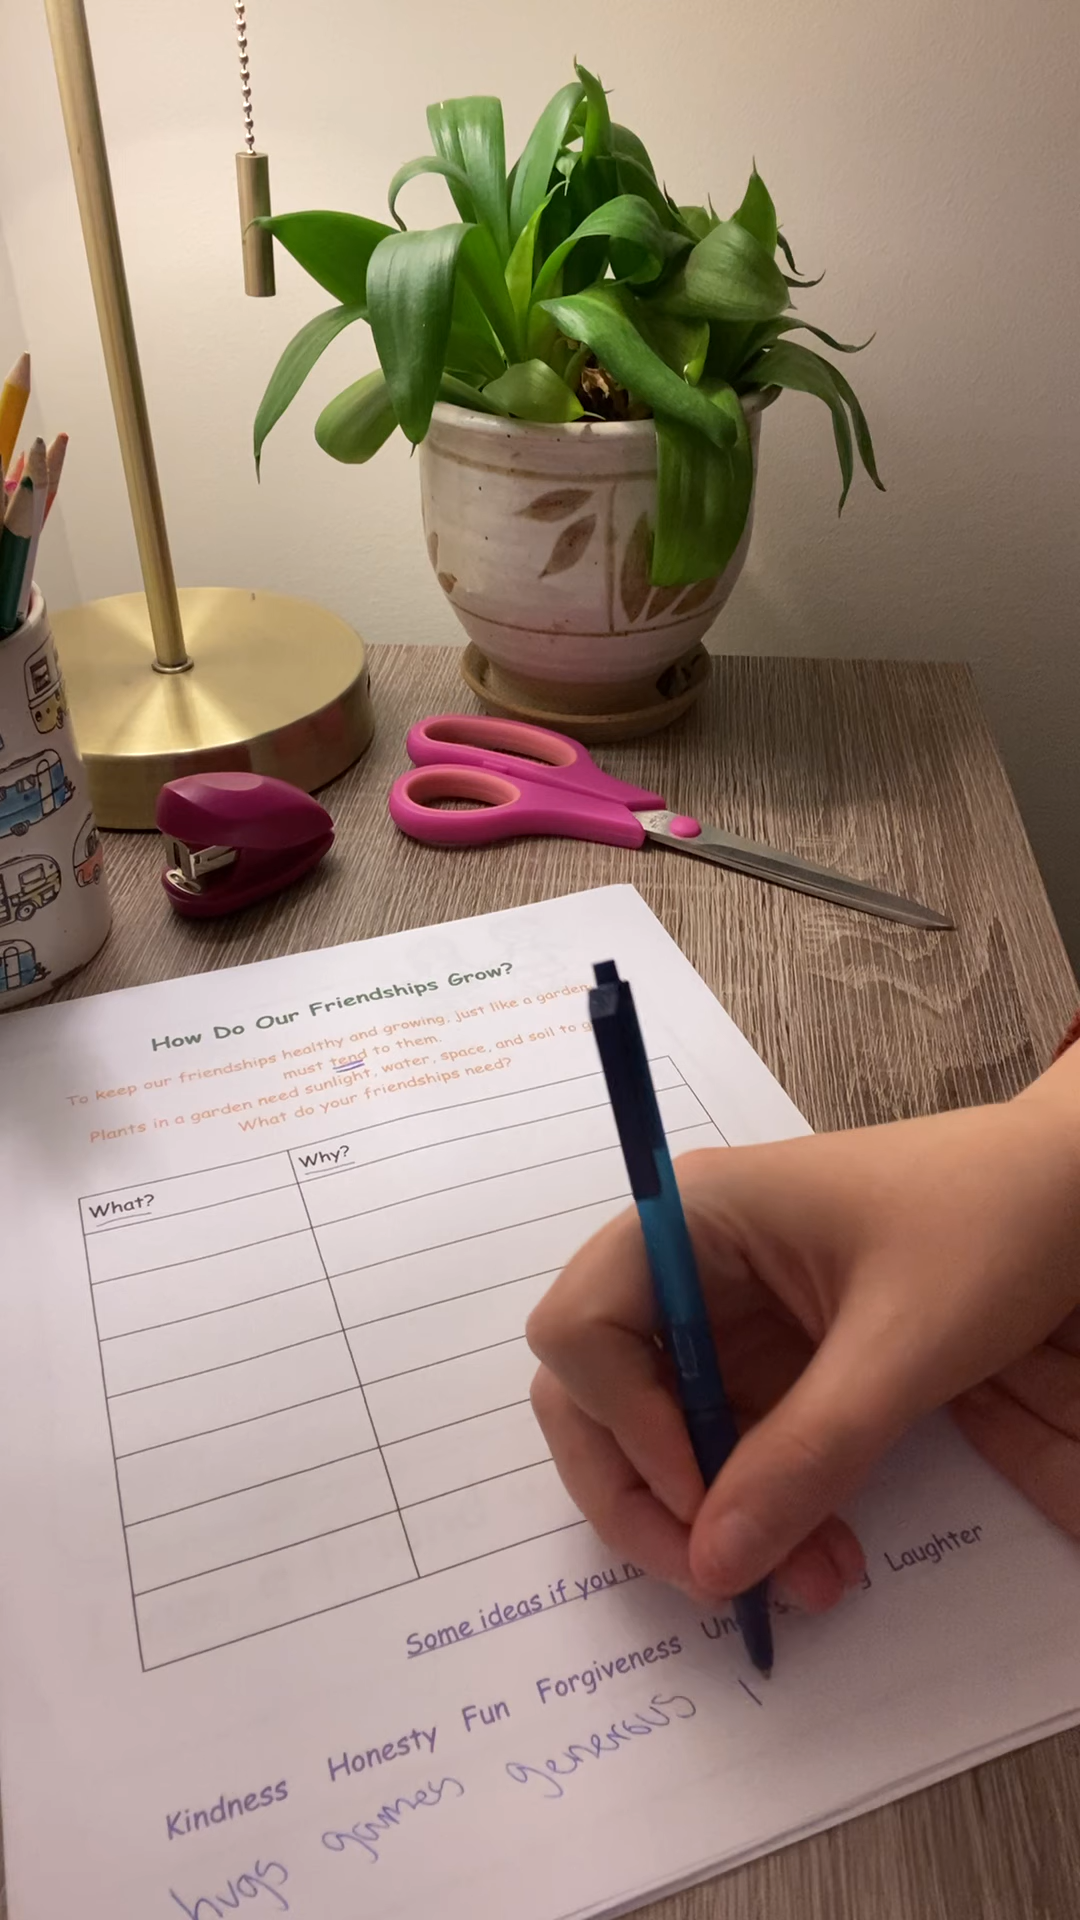 How Do Our Friendships Grow?
To keep our friendships healthy and growing, just like a garden,
must tend to them.
Plants in a garden need sunlight, water, space, and soil to
What do your friendships need?
What? Why?
Some ideas if you
Kindness Honesty Fun Forgiveness Laughter
hugs games generous